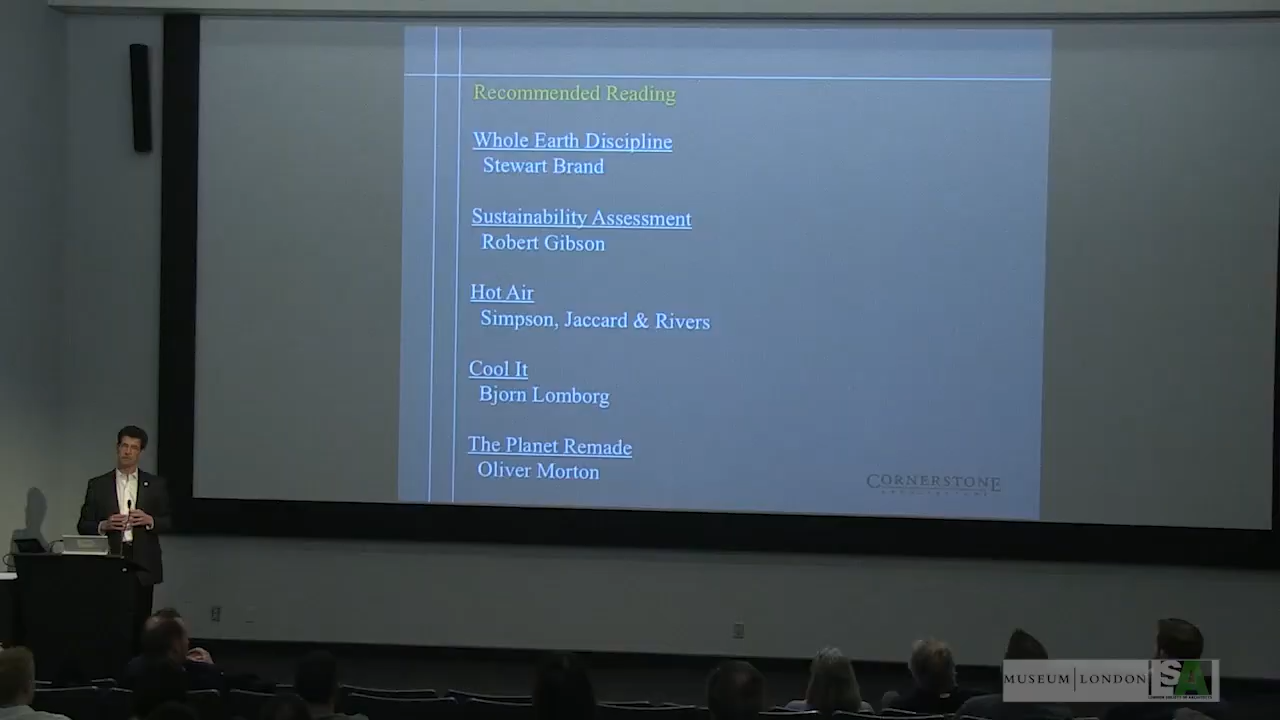 Recommended Reading
Whole Earth Discipline
Stewart Brand
Sustainability Assessment
Robert Gibson
Hot Air
Simpson, Jaccard & Rivers
Cool It
Bjorn Lomborg
The Planet Remade
Oliver Morton
CORNERSTONE
MUSEUM LONDON
SA